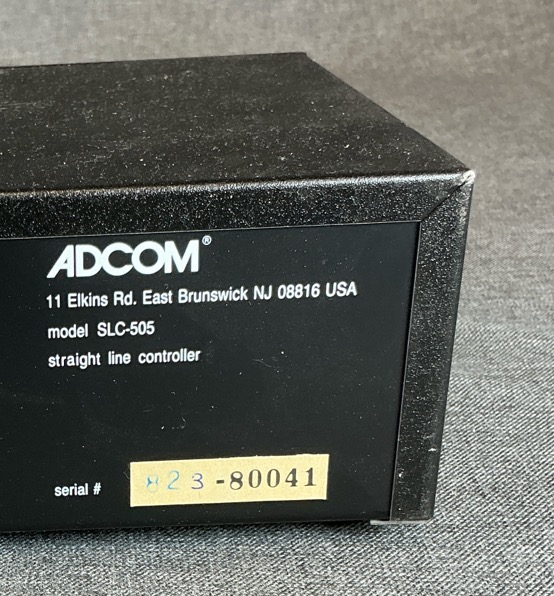 ADCOM®
11 Elkins Rd. East Brunswick NJ 08816 USA
model SLC-505
straight line controller
serial # 823-80041